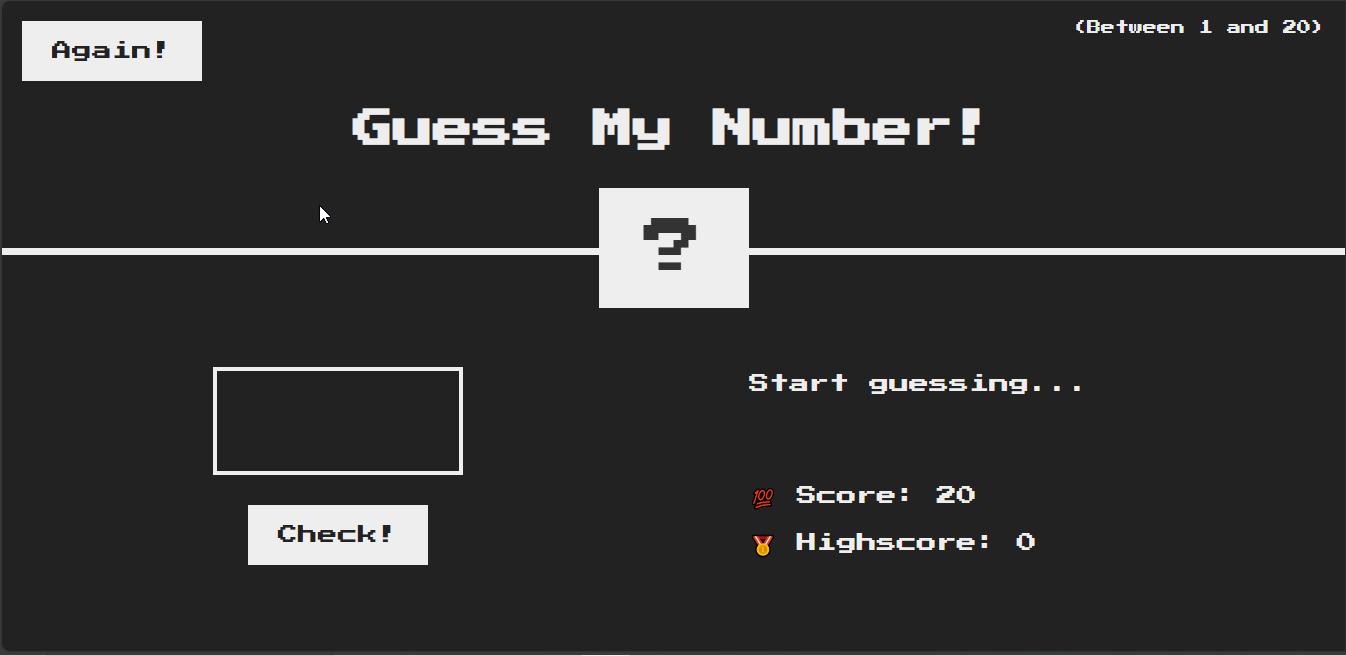 Again!
(Between 1 and 20)
Guess My Number!
?
Start guessing...
💯 Score: 20
🥇 Highscore: 0
Check!